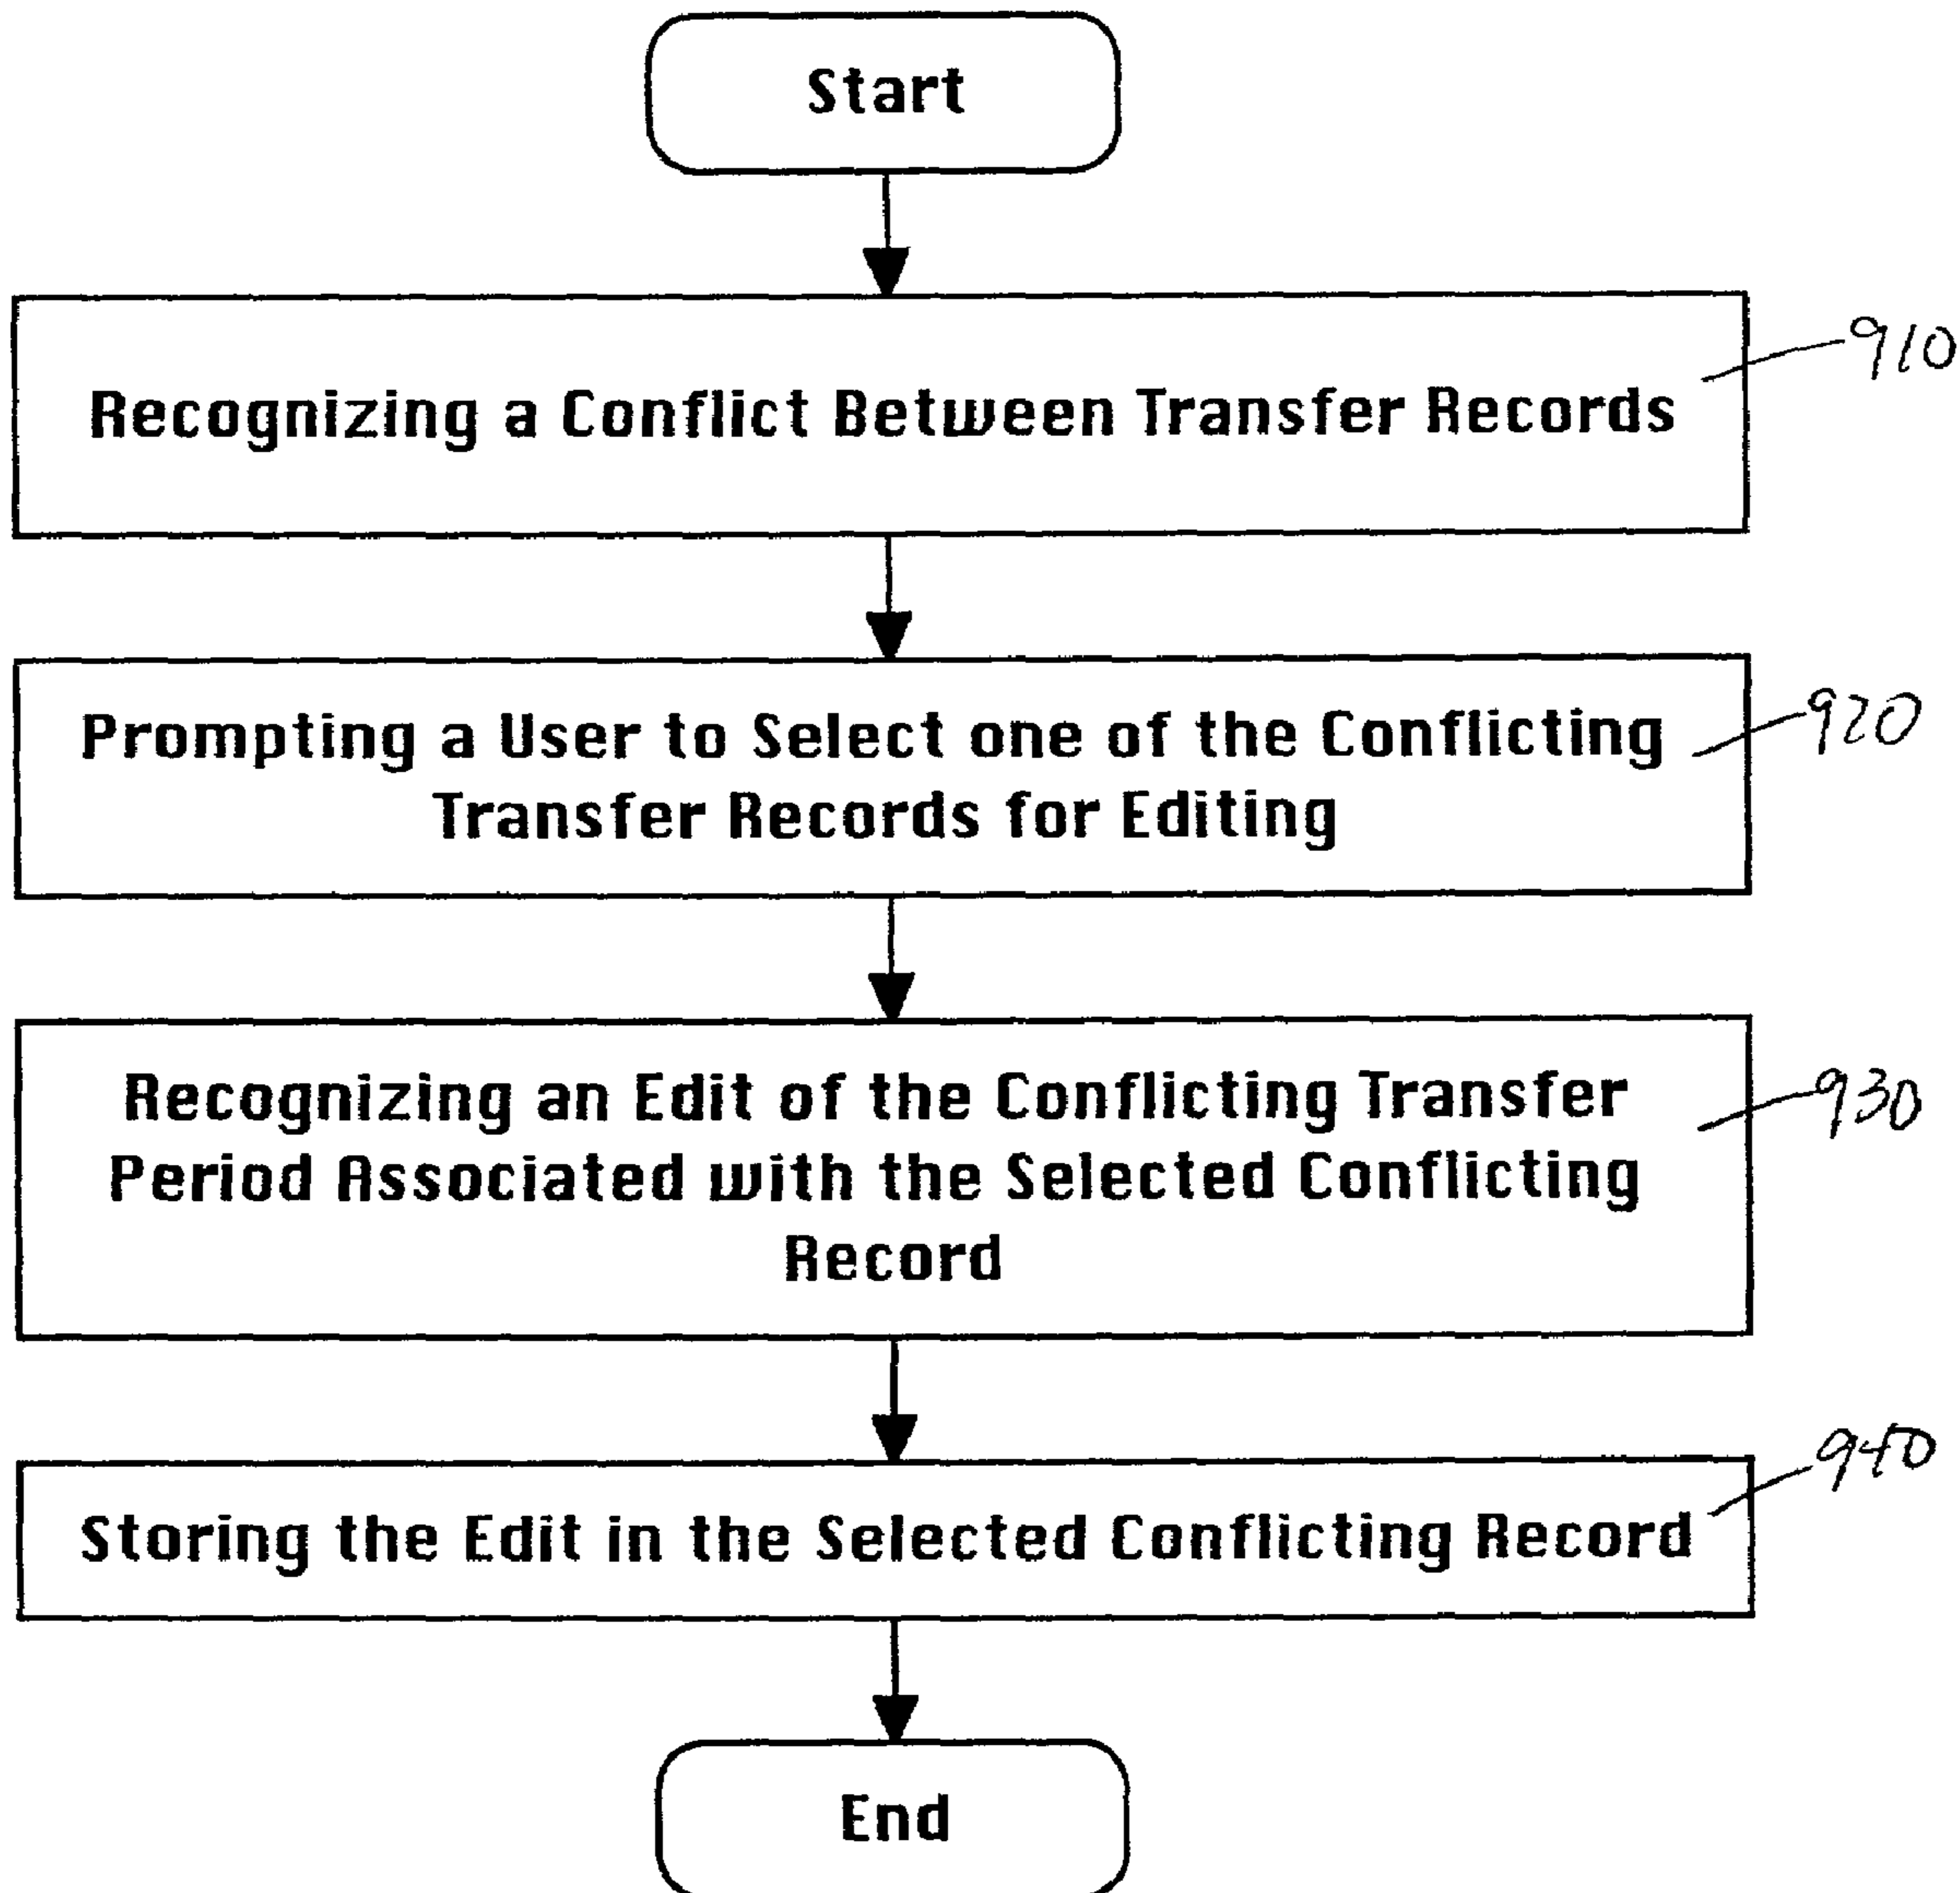 Start
Recognizing a Conflict Between Transfer Records
910
Prompting a User to Select one of the Conflicting
920
Transfer Records for Editing
Recognizing an Edit of the Conflicting Transfer
930
Period Associated with the Selected Conflicting
Record
940
Storing the Edit in the Selected Conflicting Record
End